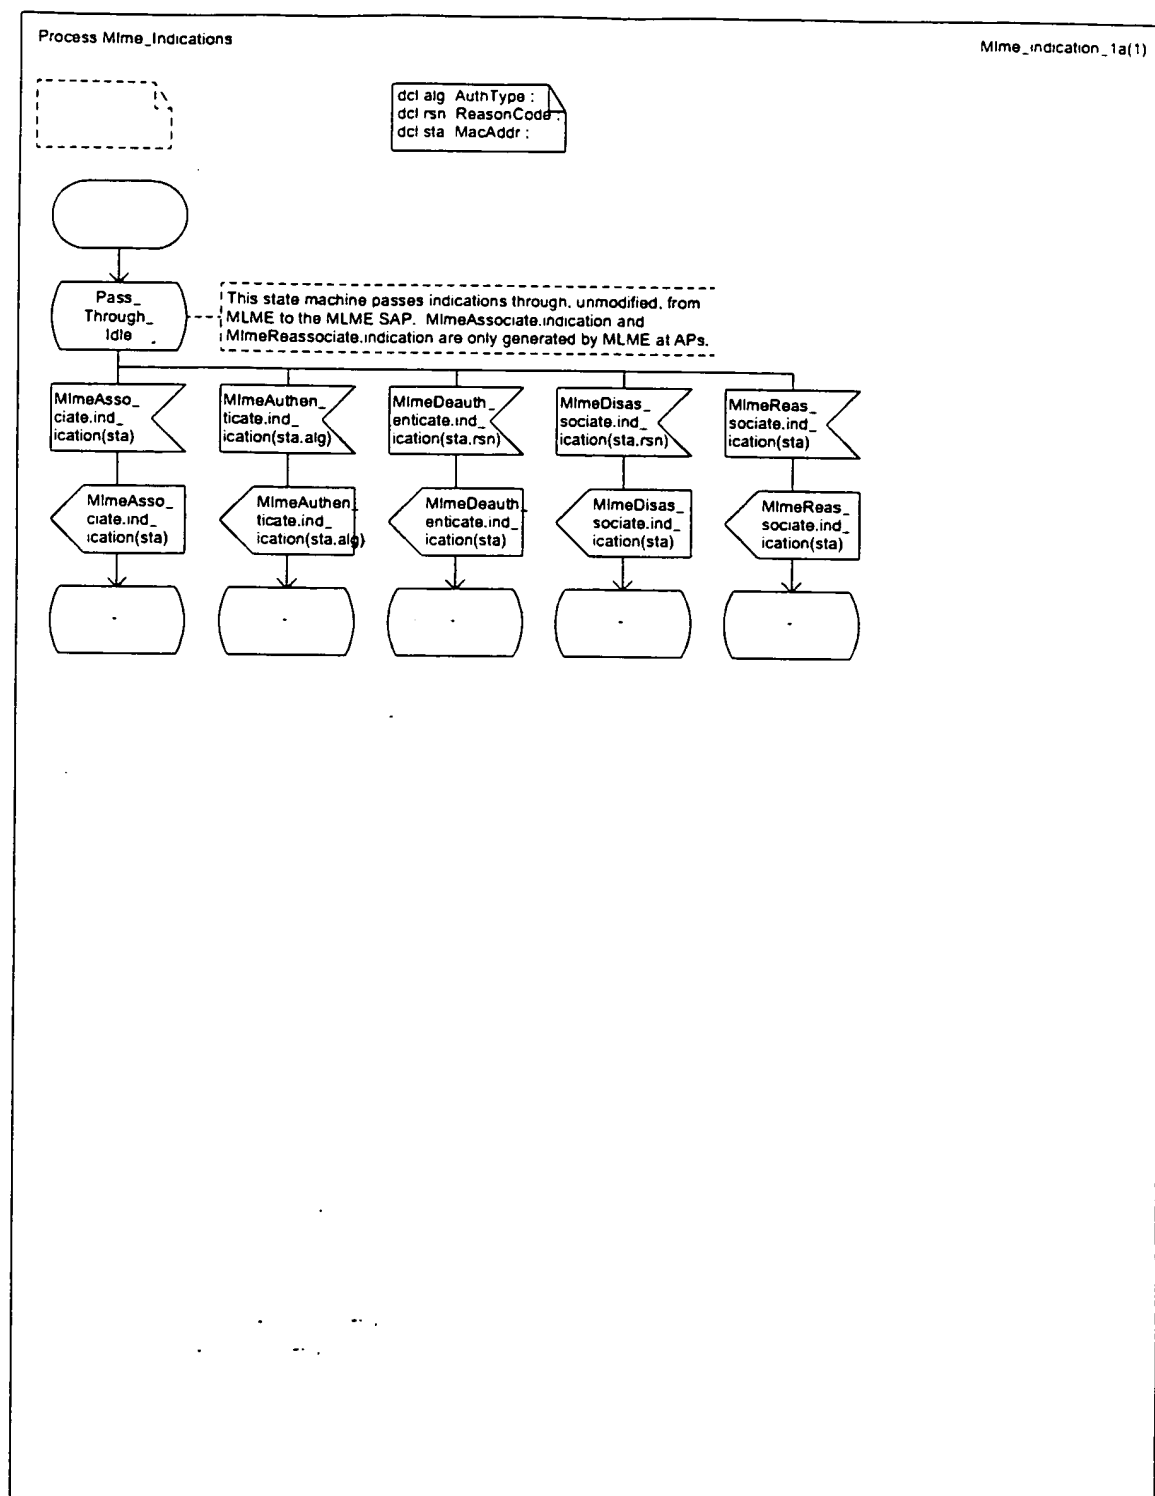 Process Mlme_Indications
Mlme_indication_1a(1)
dcl alg AuthType :
dcl rsn ReasonCode :
dcl sta MacAddr :
Pass_
Through_
Idle
This state machine passes indications through, unmodified, from
MLME to the MLME SAP. MlmeAssociate.indication and
MlmeReassociate.indication are only generated by MLME at APs.
MlmeAsso_
ciate.ind_
ication(sta)
MlmeAuthen_
ticate.ind_
ication(sta.alg)
MlmeDeauth_
enticate.ind_
ication(sta.rsn)
MlmeDisas_
sociate.ind_
ication(sta.rsn)
MlmeReas_
sociate.ind_
ication(sta)
MlmeAsso_
ciate.ind_
ication(sta)
MlmeAuthen_
ticate.ind_
ication(sta.alg)
MlmeDeauth_
enticate.ind_
ication(sta)
MlmeDisas_
sociate.ind_
ication(sta)
MlmeReas_
sociate.ind_
ication(sta)
-
-
-
-
-